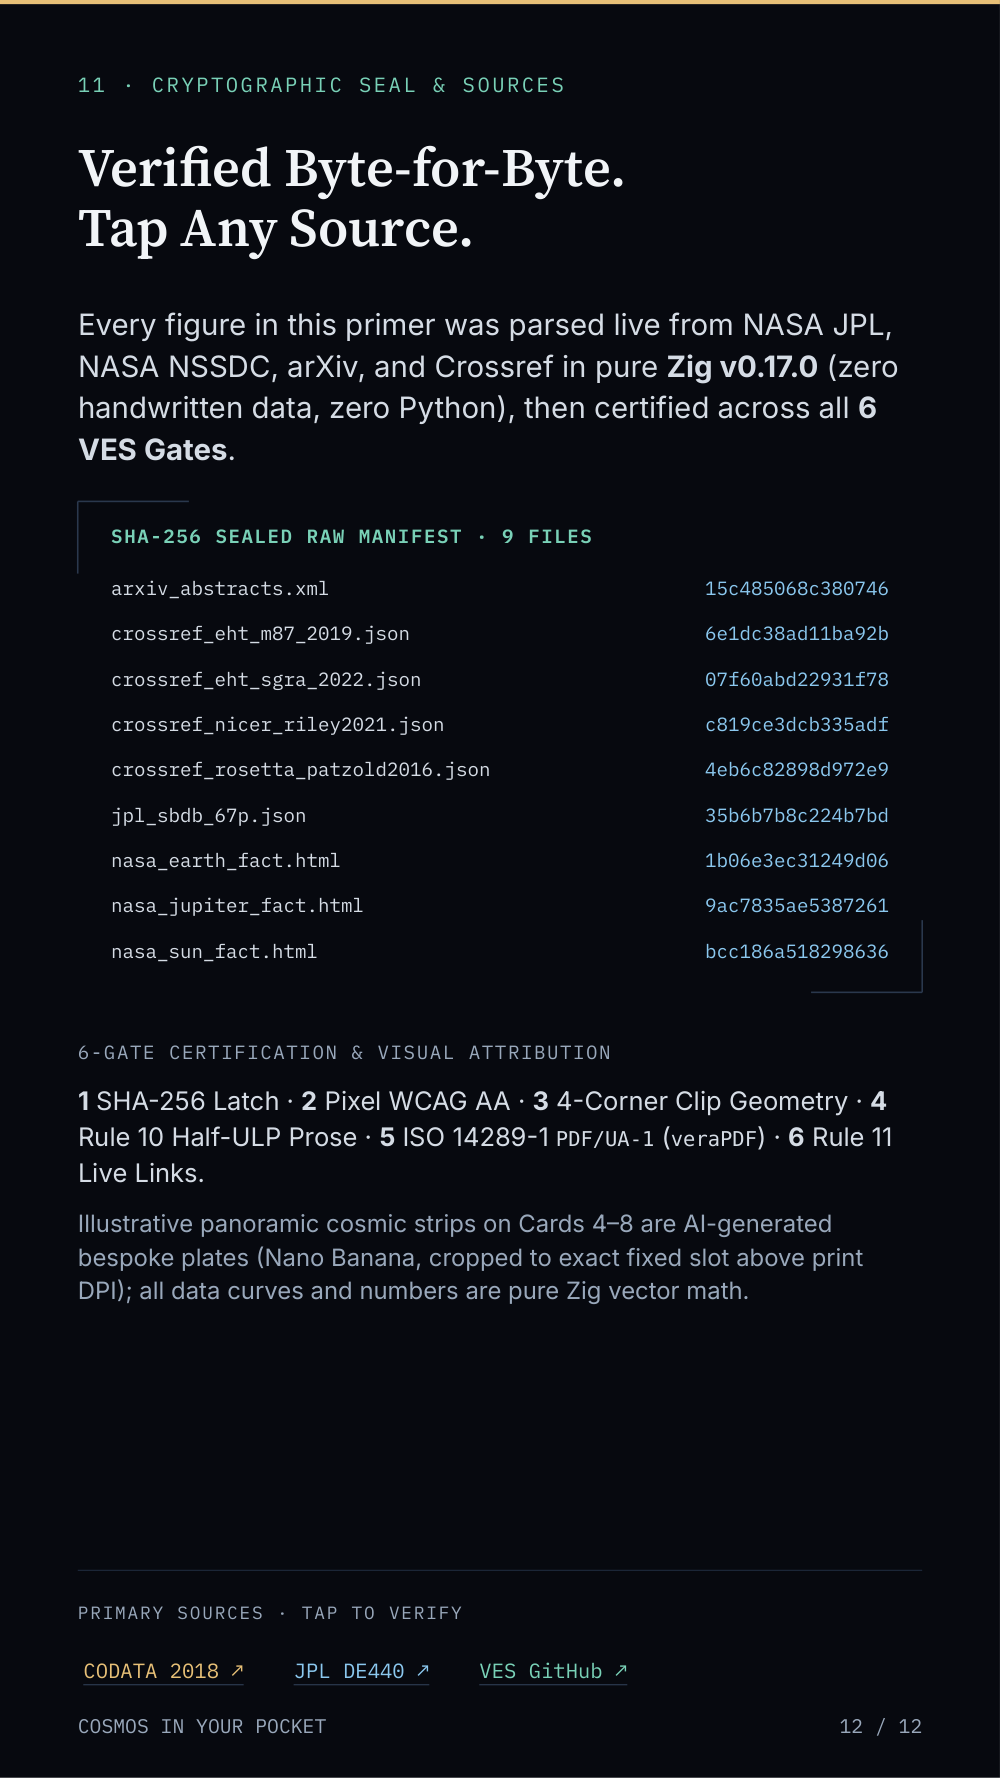 11 · CRYPTOGRAPHIC SEAL & SOURCES
Verified Byte-for-Byte.
Tap Any Source.
Every figure in this primer was parsed live from NASA JPL,
NASA NSSDC, arXiv, and Crossref in pure Zig v0.17.0 (zero
handwritten data, zero Python), then certified across all 6
VES Gates.
SHA-256 SEALED RAW MANIFEST · 9 FILES
arxiv_abstracts.xml 15c485068c380746
crossref_eht_m87_2019.json 6e1dc38ad11ba92b
crossref_eht_sgra_2022.json 07f60abd22931f78
crossref_nicer_riley2021.json c819ce3dcb335adf
crossref_rosetta_patzold2016.json 4eb6c82898d972e9
jpl_sbdb_67p.json 35b6b7b8c224b7bd
nasa_earth_fact.html 1b06e3ec31249d06
nasa_jupiter_fact.html 9ac7835ae5387261
nasa_sun_fact.html bcc186a518298636
6-GATE CERTIFICATION & VISUAL ATTRIBUTION
1 SHA-256 Latch · 2 Pixel WCAG AA · 3 4-Corner Clip Geometry · 4
Rule 10 Half-ULP Prose · 5 ISO 14289-1 PDF/UA-1 (veraPDF) · 6 Rule 11
Live Links.
Illustrative panoramic cosmic strips on Cards 4–8 are AI-generated
bespoke plates (Nano Banana, cropped to exact fixed slot above print
DPI); all data curves and numbers are pure Zig vector math.
PRIMARY SOURCES · TAP TO VERIFY
CODATA 2018 ↗ JPL DE440 ↗ VES GitHub ↗
COSMOS IN YOUR POCKET 12 / 12